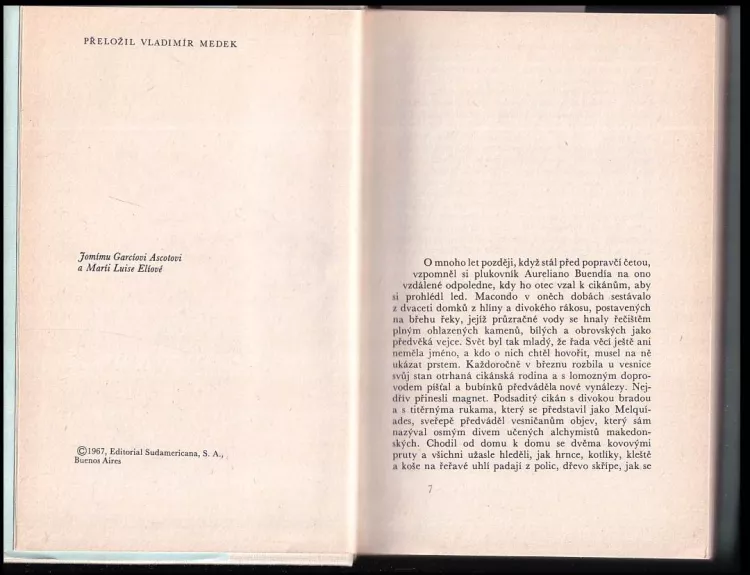 PŘELOŽIL VLADIMÍR MEDEK
Jomímu Garcíovi Ascotovi
a Marii Luise Elíové
©1967, Editorial Sudamericana, S. A.,
Buenos Aires
O mnoho let později, když stál před popravčí četou,
vzpomněl si plukovník Aureliano Buendía na ono
vzdálené odpoledne, kdy ho otec vzal k cikánům, aby
si prohlédl led. Macondo v oněch dobách sestávalo
z dvaceti domků z hlíny a divokého rákosu, postavených
na břehu řeky, jejíž průzračné vody se hnaly řečištěm
plným ohlazených kamenů, bílých a obrovských jako
předvěká vejce. Svět byl tak mladý, že řada věcí ještě ani
neměla jméno, a kdo o nich chtěl hovořit, musel na ně
ukázat prstem. Každoročně v březnu rozbila u vesnice
svůj stan otrhaná cikánská rodina a s lomozným dopro-
vodem píšťal a bubínků předváděla nové vynálezy. Nej-
dřív přinesli magnet. Podsaditý cikán s divokou bradou
a s titěrnýma rukama, který se představil jako Melquí-
ades, sveřepě předváděl vesničanům objev, který sám
nazýval osmým divem učených alchymistů makedon-
ských. Chodil od domu k domu se dvěma kovovými
pruty a všichni užasle hleděli, jak hrnce, kotlíky, kleště
a koše na řeřavé uhlí padají z polic, dřevo skřípe, jak se
7